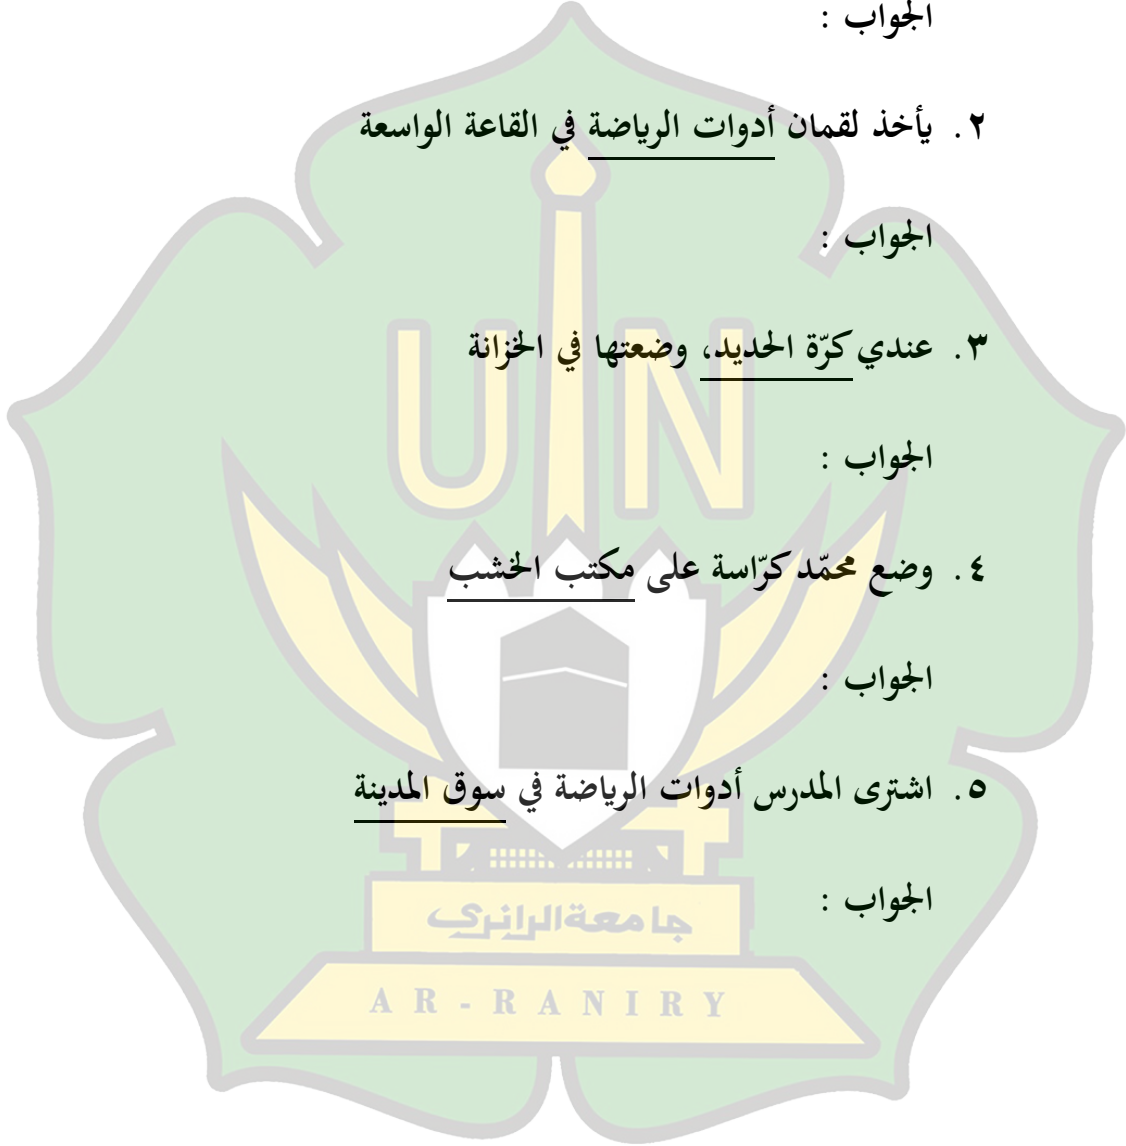 الجواب :
٢. يأخذ لقمان أدوات الرياضة في القاعة الواسعة
الجواب :
٣. عندي كرّة الحديد، وضعتها في الخزانة
الجواب :
٤. وضع محمّد كرّاسة على مكتب الخشب
الجواب :
٥. اشترى المدرس أدوات الرياضة في سوق المدينة
الجواب :
UIN
جامعةالرانري
AR-RANIRY